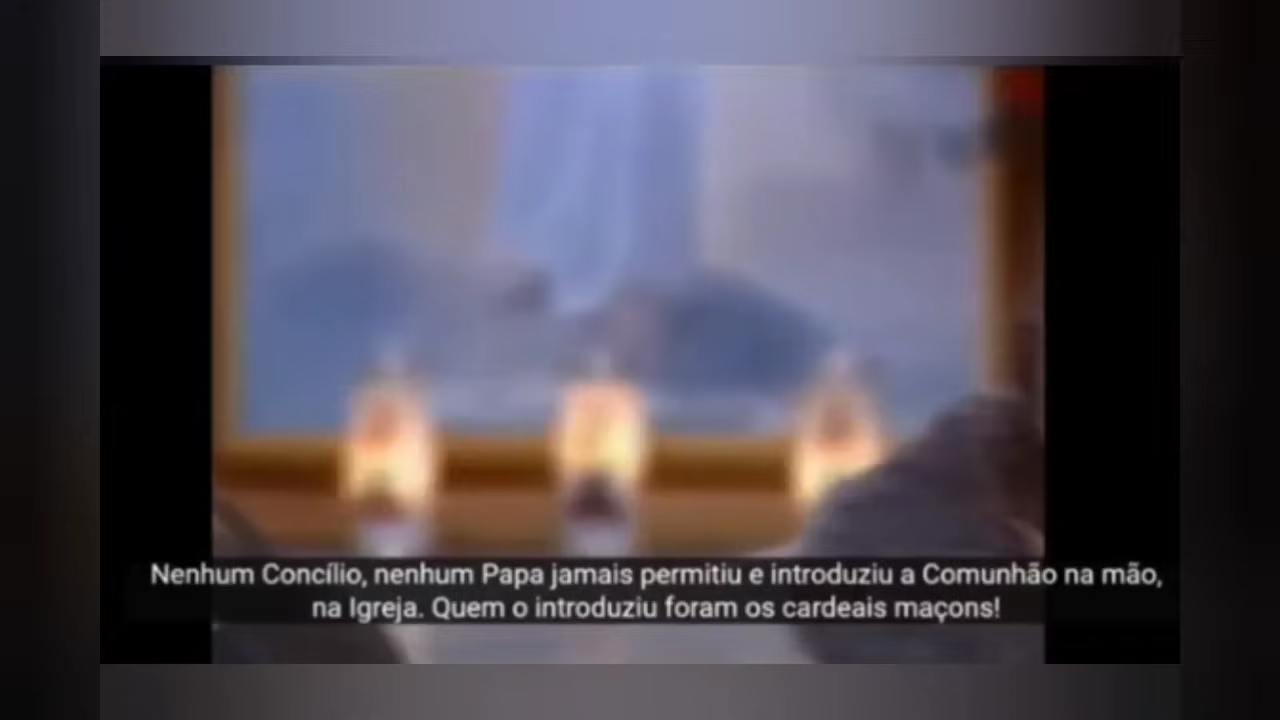 Nenhum Concílio, nenhum Papa jamais permitiu e introduziu a Comunhão na mão,
na Igreja. Quem o introduziu foram os cardeais maçons!